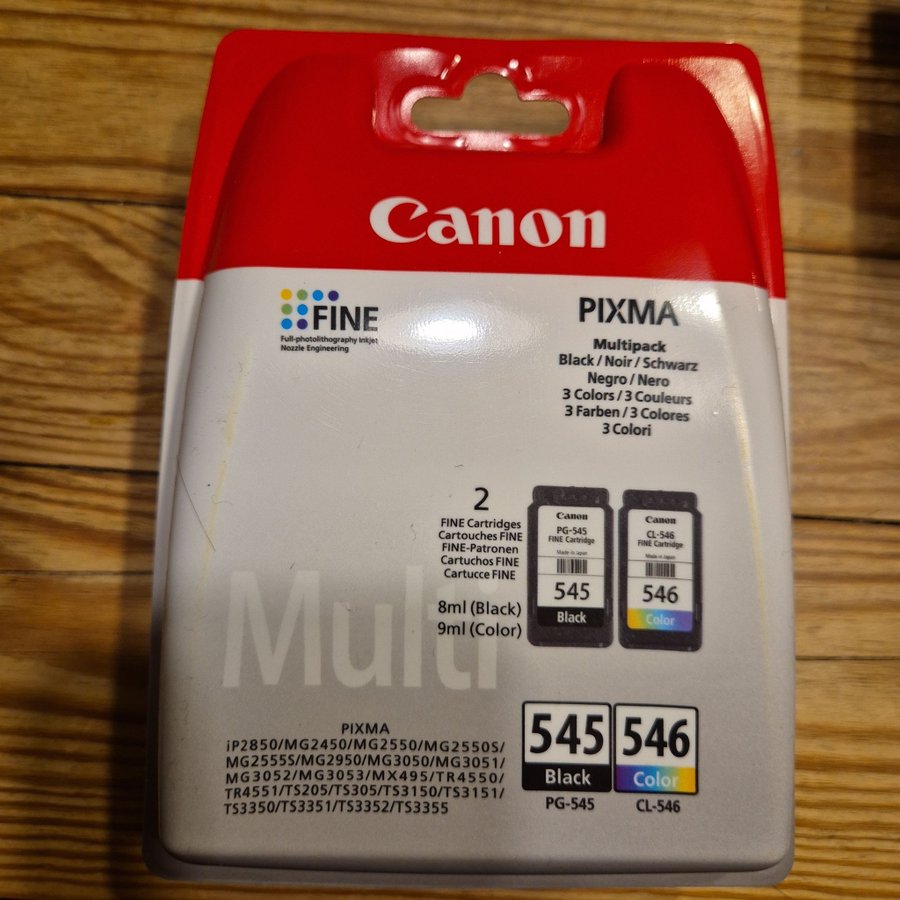 Canon
FINE
Full-photolithography Inkjet
Nozzle Engineering
PIXMA
Multipack
Black / Noir / Schwarz
Negro / Nero
3 Colors / 3 Couleurs
3 Farben / 3 Colores
3 Colori
2
FINE Cartridges
Cartouches FINE
FINE-Patronen
Cartuchos FINE
Cartucce FINE
8ml (Black)
9ml (Color)
Canon
PG-545
FINE Cartridge
Made in Japan
545
Black
Canon
CL-546
FINE Cartridge
Made in Japan
546
Color
Multi
PIXMA
iP2850/MG2450/MG2550/MG2550S/
MG2555S/MG2950/MG3050/MG3051/
MG3052/MG3053/MX495/TR4550/
TR4551/TS205/TS305/TS3150/TS3151/
TS3350/TS3351/TS3352/TS3355
545
Black
PG-545
546
Color
CL-546